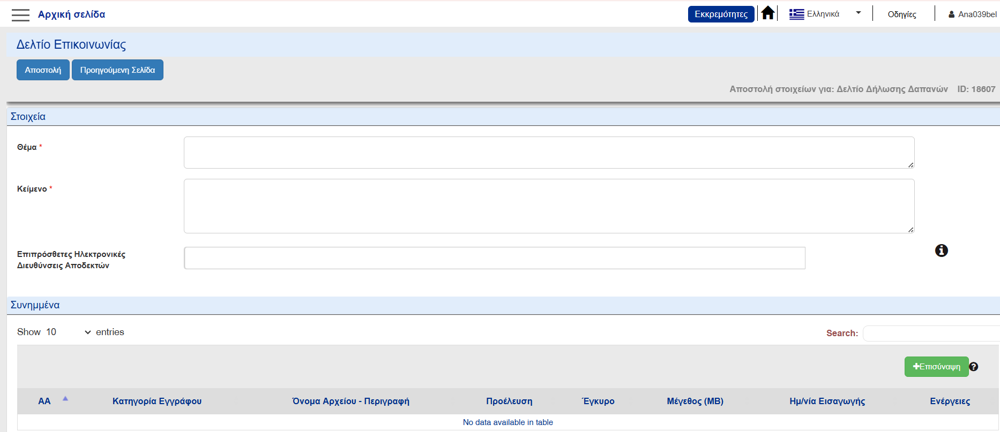 Αρχική σελίδα
Εκκρεμότητες
Ελληνικά
Οδηγίες
Ana039bel
Δελτίο Επικοινωνίας
Αποστολή
Προηγούμενη Σελίδα
Αποστολή στοιχείων για: Δελτίο Δήλωσης Δαπανών ID: 18607
Στοιχεία
Θέμα *
Κείμενο *
Επιπρόσθετες Ηλεκτρονικές
Διευθύνσεις Αποδεκτών
Συνημμένα
Show 10 entries
Search:
Επισύναψη
ΑΑ Κατηγορία Εγγράφου Όνομα Αρχείου - Περιγραφή Προέλευση Έγκυρο Μέγεθος (MB) Ημ/νία Εισαγωγής Ενέργειες
No data available in table